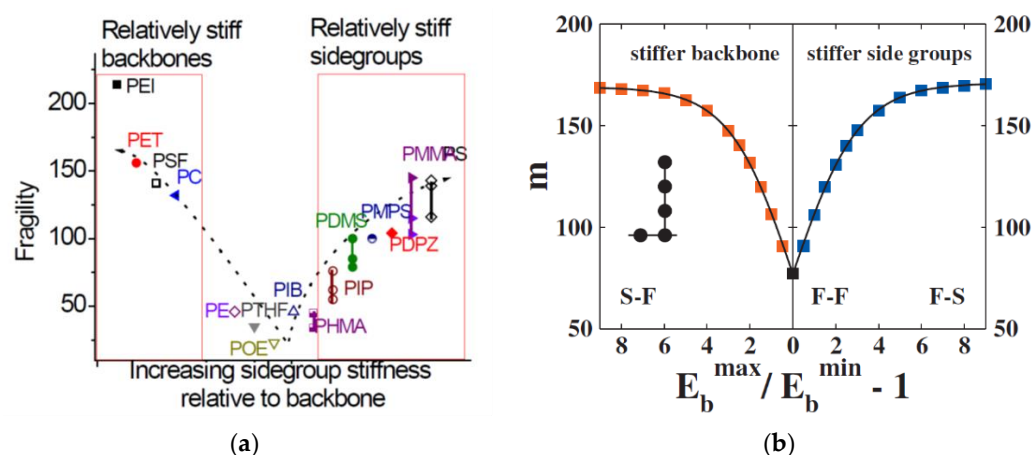 Relatively stiff
backbones
Relatively stiff
sidegroups
Fragility
200
150
100
50
PEI
PET
PSF
PC
PMMA
PS
PDMS
PMPS
PDPZ
PIB
PIP
PE
PTHF
PHMA
POE
Increasing sidegroup stiffness
relative to backbone
(a)
200
150
100
50
m
stiffer backbone
stiffer side groups
200
150
100
50
S-F
F-F
F-S
8 6 4 2 0 2 4 6 8
E_b^max / E_b^min - 1
(b)